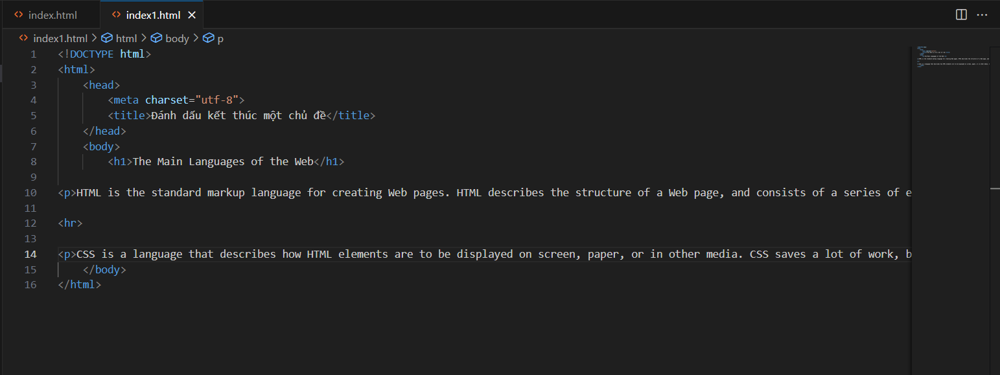 index.html index1.html
index1.html > html > body > p
1 <!DOCTYPE html>
2 <html>
3 <head>
4 <meta charset="utf-8">
5 <title>Đánh dấu kết thúc một chủ đề</title>
6 </head>
7 <body>
8 <h1>The Main Languages of the Web</h1>
9
10 <p>HTML is the standard markup language for creating Web pages. HTML describes the structure of a Web page, and consists of a series of e
11
12 <hr>
13
14 <p>CSS is a language that describes how HTML elements are to be displayed on screen, paper, or in other media. CSS saves a lot of work, b
15 </body>
16 </html>